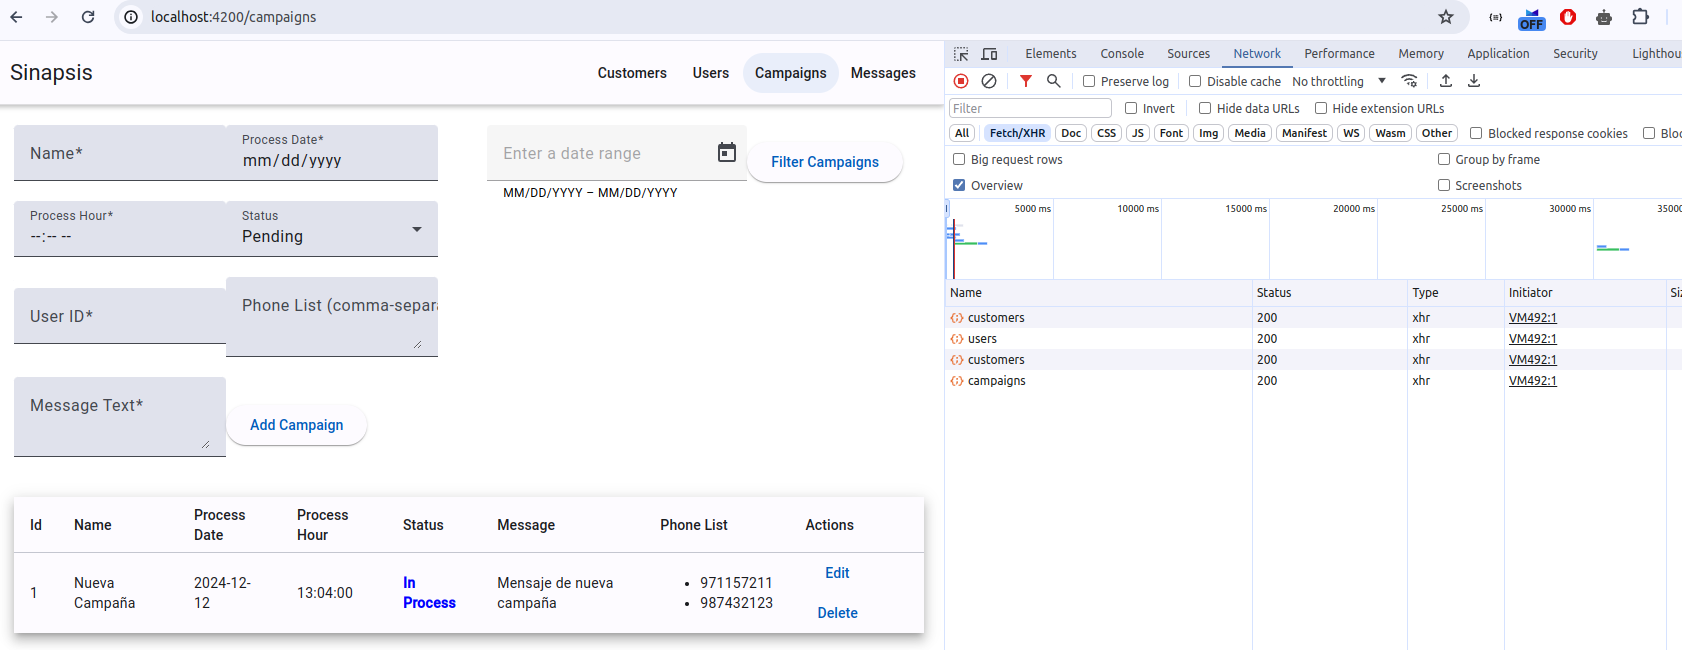 localhost:4200/campaigns
OFF
Sinapsis
Customers Users Campaigns Messages
Name*
Process Date*
mm/dd/yyyy
Enter a date range
MM/DD/YYYY – MM/DD/YYYY
Filter Campaigns
Process Hour*
--:-- --
Status
Pending
User ID*
Phone List (comma-separa
Message Text*
Add Campaign
Id Name Process Date Process Hour Status Message Phone List Actions
1 Nueva Campaña 2024-12-12 13:04:00 In Process Mensaje de nueva campaña • 971157211 • 987432123 Edit Delete
Elements Console Sources Network Performance Memory Application Security Lighthou
Preserve log Disable cache No throttling
Filter Invert Hide data URLs Hide extension URLs
All Fetch/XHR Doc CSS JS Font Img Media Manifest WS Wasm Other Blocked response cookies Bloc
Big request rows Group by frame
Overview Screenshots
5000 ms 10000 ms 15000 ms 20000 ms 25000 ms 30000 ms 35000
Name Status Type Initiator Siz
customers 200 xhr VM492:1
users 200 xhr VM492:1
customers 200 xhr VM492:1
campaigns 200 xhr VM492:1